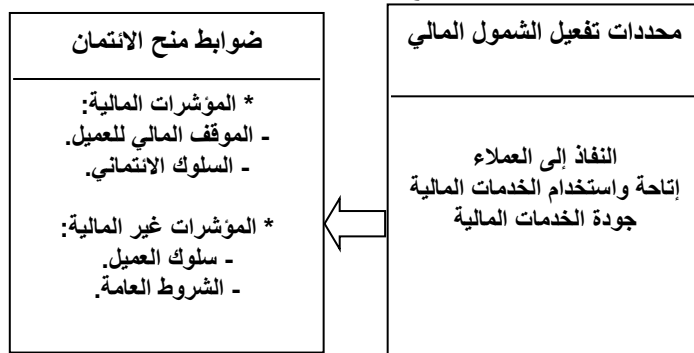 محددات تفعيل الشمول المالي
النفاذ إلى العملاء
إتاحة واستخدام الخدمات المالية
جودة الخدمات المالية
ضوابط منح الائتمان
* المؤشرات المالية:
- الموقف المالي للعميل.
- السلوك الائتماني.
* المؤشرات غير المالية:
- سلوك العميل.
- الشروط العامة.